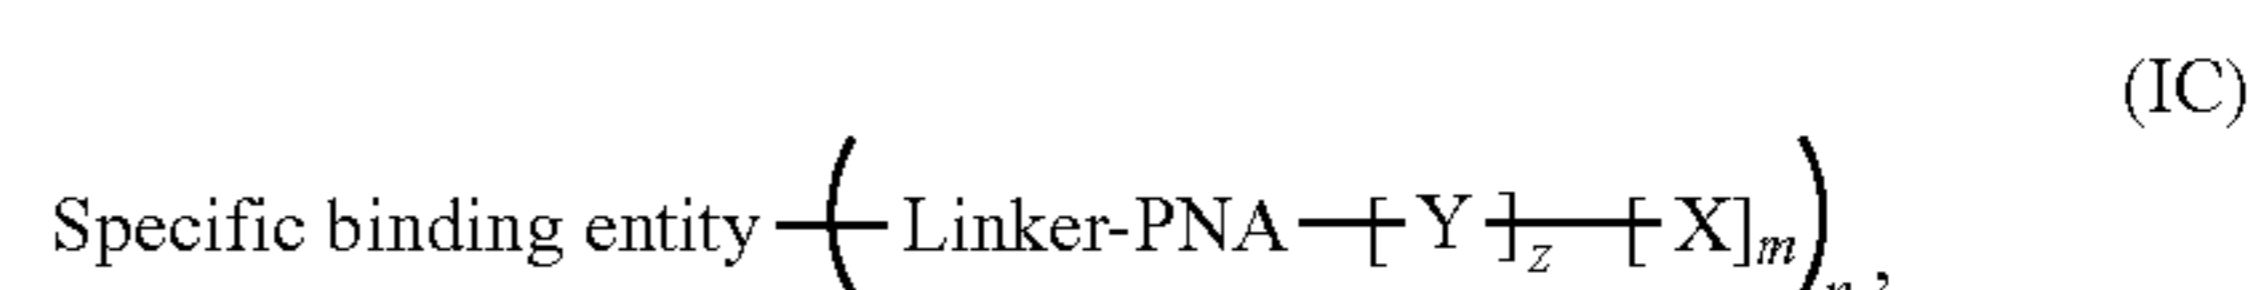 (IC)
Specific binding entity—(—Linker-PNA—[—Y—]z—[—X]m)n,